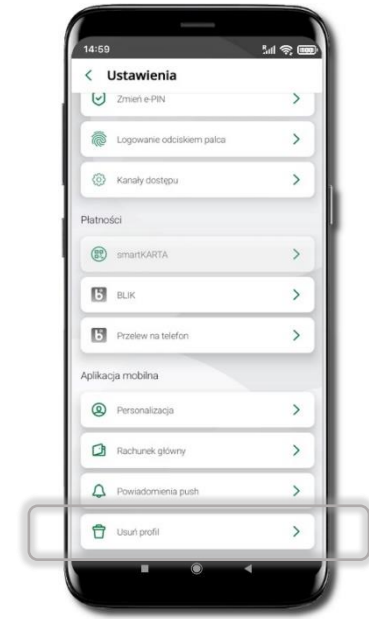 14:59
Ustawienia
Zmień e-PIN
Logowanie odciskiem palca
Kanały dostępu
Płatności
smartKARTA
BLIK
Przelew na telefon
Aplikacja mobilna
Personalizacja
Rachunek główny
Powiadomienia push
Usuń profil